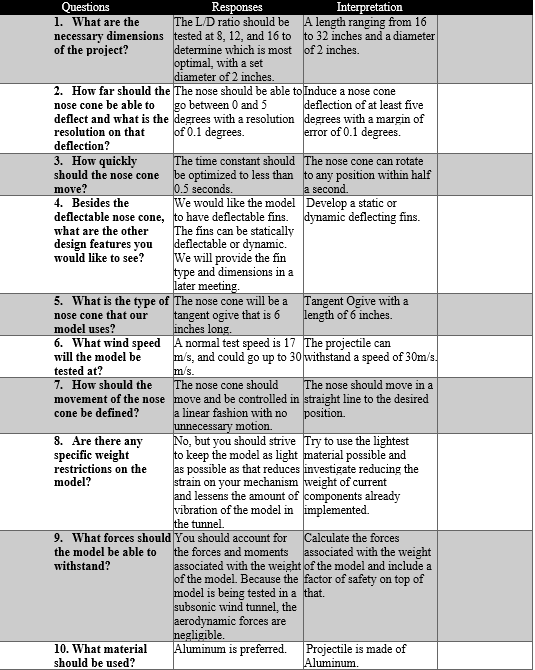 Questions Responses Interpretation
1. What are the
necessary dimensions
of the project?
The L/D ratio should be
tested at 8, 12, and 16 to
determine which is most
optimal, with a set
diameter of 2 inches.
A length ranging from 16
to 32 inches and a diameter
of 2 inches.
2. How far should the
nose cone be able to
deflect and what is the
resolution on that
deflection?
The nose should be able to
go between 0 and 5
degrees with a resolution
of 0.1 degrees.
Induce a nose cone
deflection of at least five
degrees with a margin of
error of 0.1 degrees.
3. How quickly
should the nose cone
move?
The time constant should
be optimized to less than
0.5 seconds.
The nose cone can rotate
to any position within half
a second.
4. Besides the
deflectable nose cone,
what are the other
design features you
would like to see?
We would like the model
to have deflectable fins.
The fins can be statically
deflectable or dynamic.
We will provide the fin
type and dimensions in a
later meeting.
Develop a static or
dynamic deflecting fins.
5. What is the type of
nose cone that our
model uses?
The nose cone will be a
tangent ogive that is 6
inches long.
Tangent Ogive with a
length of 6 inches.
6. What wind speed
will the model be
tested at?
A normal test speed is 17
m/s, and could go up to 30
m/s.
The projectile can
withstand a speed of 30m/s.
7. How should the
movement of the nose
cone be defined?
The nose cone should
move and be controlled in
a linear fashion with no
unnecessary motion.
The nose should move in a
straight line to the desired
position.
8. Are there any
specific weight
restrictions on the
model?
No, but you should strive
to keep the model as light
as possible as that reduces
strain on your mechanism
and lessens the amount of
vibration of the model in
the tunnel.
Try to use the lightest
material possible and
investigate reducing the
weight of current
components already
implemented.
9. What forces should
the model be able to
withstand?
You should account for
the forces and moments
associated with the weight
of the model. Because the
model is being tested in a
subsonic wind tunnel, the
aerodynamic forces are
negligible.
Calculate the forces
associated with the weight
of the model and include a
factor of safety on top of
that.
10. What material
should be used?
Aluminum is preferred.
Projectile is made of
Aluminum.